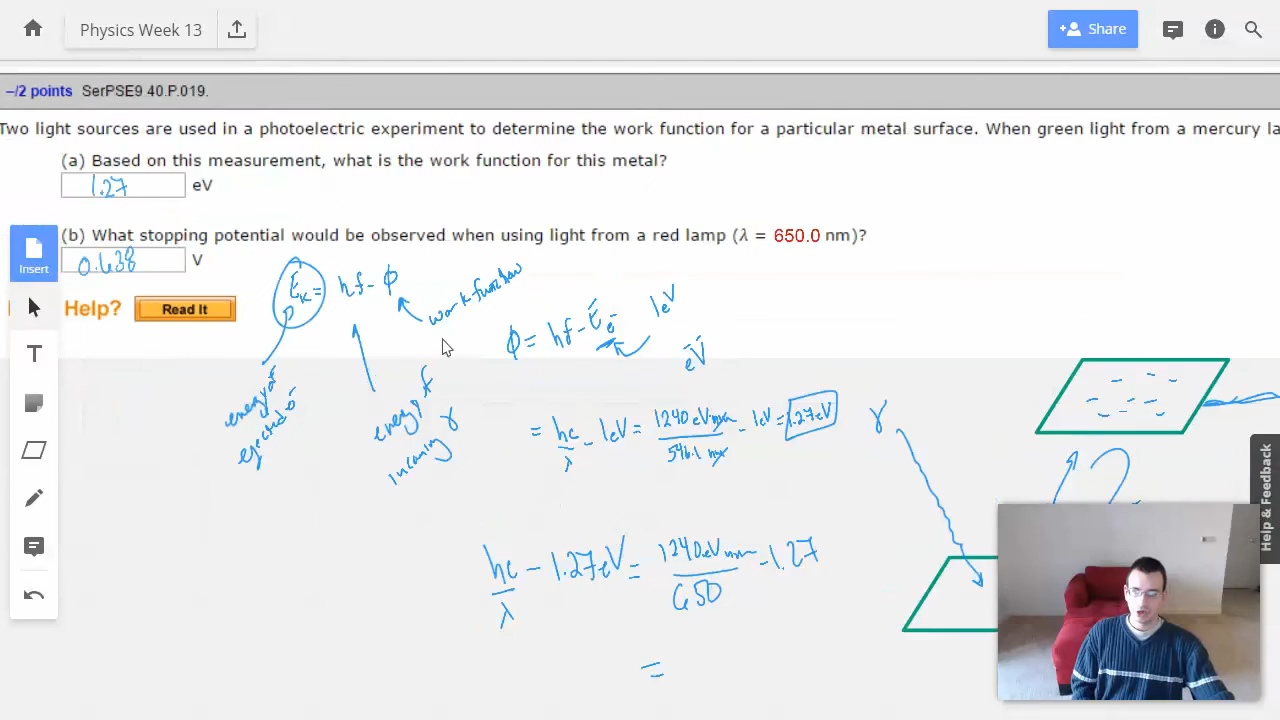 Physics Week 13
Share
–/2 points SerPSE9 40.P.019.
Two light sources are used in a photoelectric experiment to determine the work function for a particular metal surface. When green light from a mercury la
(a) Based on this measurement, what is the work function for this metal?
1.27 eV
(b) What stopping potential would be observed when using light from a red lamp (λ = 650.0 nm)?
0.638 V
Insert
Help? Read It
E_K = hf - ϕ
work function
ϕ = hf - E_e⁻
1eV
eV
energy of ejected e⁻
energy of incoming γ
= hc/λ - 1eV = 1240 eV nm/546.1 nm - 1eV = 1.27eV
γ
hc/λ - 1.27eV = 1240 eV nm/650 - 1.27
=
T
Help & Feedback